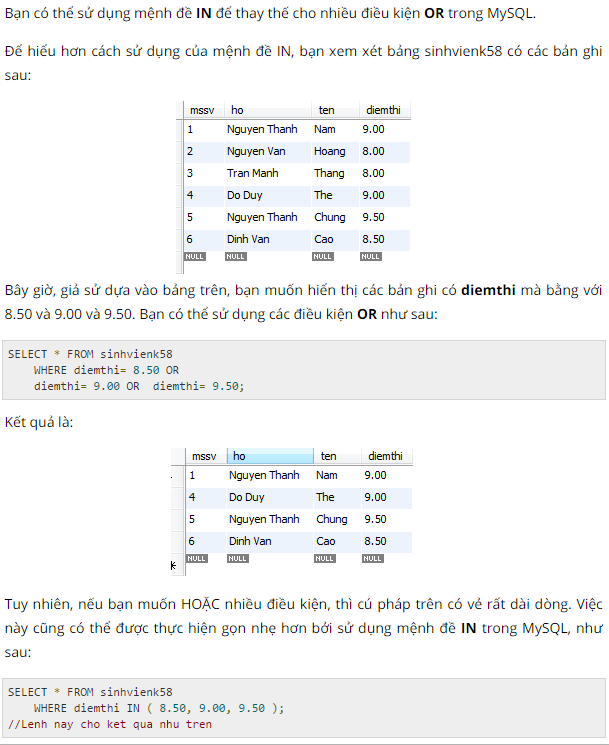 Bạn có thể sử dụng mệnh đề IN để thay thế cho nhiều điều kiện OR trong MySQL.
Để hiểu hơn cách sử dụng của mệnh đề IN, bạn xem xét bảng sinhvienk58 có các bản ghi
sau:
mssv ho ten diemthi
1 Nguyen Thanh Nam 9.00
2 Nguyen Van Hoang 8.00
3 Tran Manh Thang 8.00
4 Do Duy The 9.00
5 Nguyen Thanh Chung 9.50
6 Dinh Van Cao 8.50
NULL NULL NULL NULL
Bây giờ, giả sử dựa vào bảng trên, bạn muốn hiển thị các bản ghi có diemthi mà bằng với
8.50 và 9.00 và 9.50. Bạn có thể sử dụng các điều kiện OR như sau:
SELECT * FROM sinhvienk58
WHERE diemthi= 8.50 OR
diemthi= 9.00 OR diemthi= 9.50;
Kết quả là:
mssv ho ten diemthi
1 Nguyen Thanh Nam 9.00
4 Do Duy The 9.00
5 Nguyen Thanh Chung 9.50
6 Dinh Van Cao 8.50
NULL NULL NULL NULL
Tuy nhiên, nếu bạn muốn HOẶC nhiều điều kiện, thì cú pháp trên có vẻ rất dài dòng. Việc
này cũng có thể được thực hiện gọn nhẹ hơn bởi sử dụng mệnh đề IN trong MySQL, như
sau:
SELECT * FROM sinhvienk58
WHERE diemthi IN ( 8.50, 9.00, 9.50 );
//Lenh nay cho ket qua nhu tren